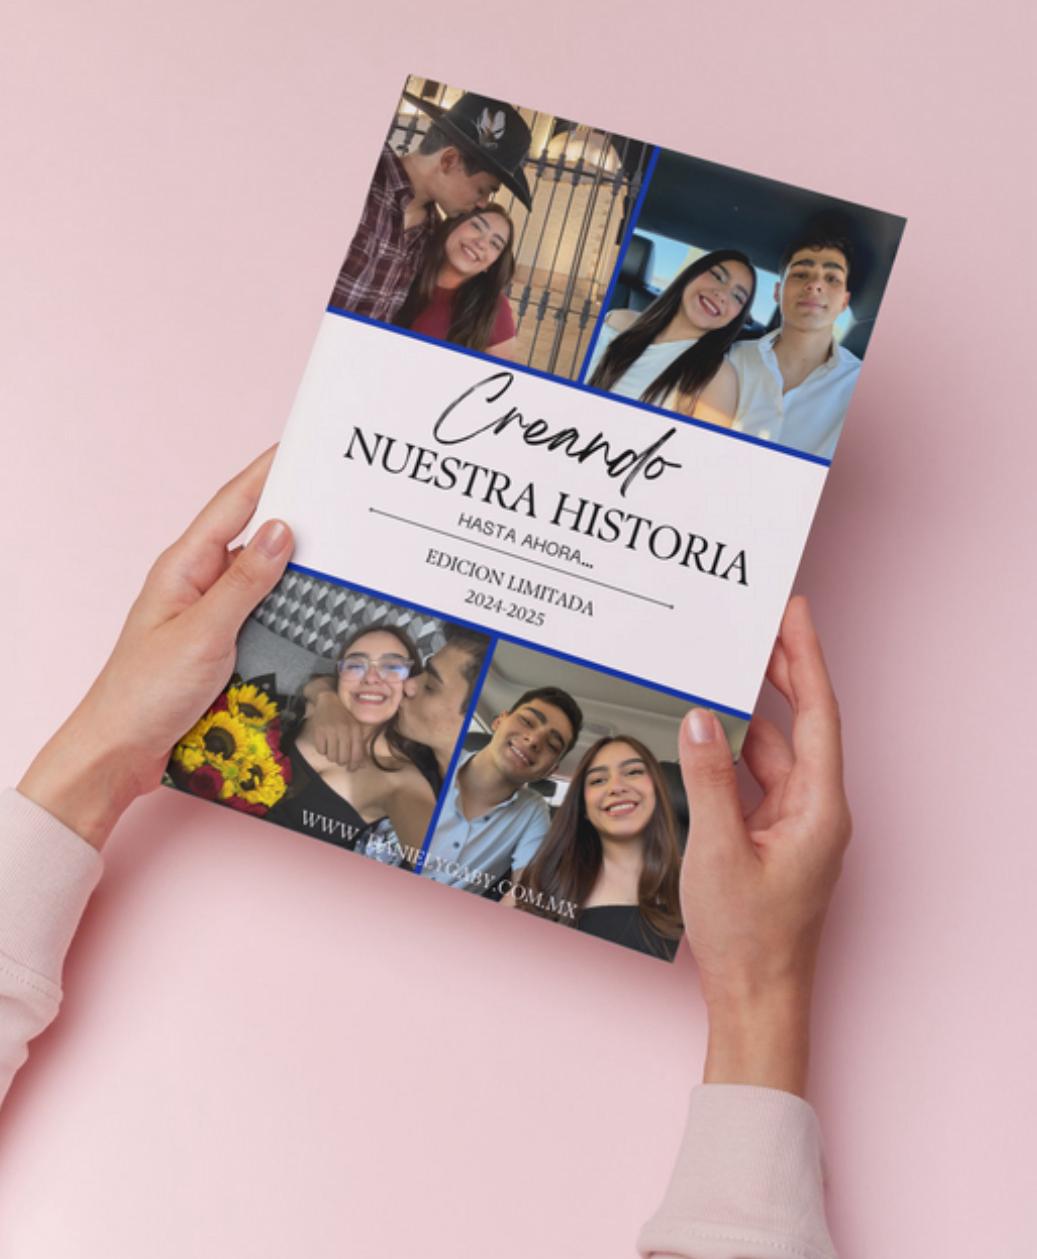 Creando
NUESTRA HISTORIA
HASTA AHORA...
EDICION LIMITADA
2024-2025
WWW. DANIELYGABY.COM.MX